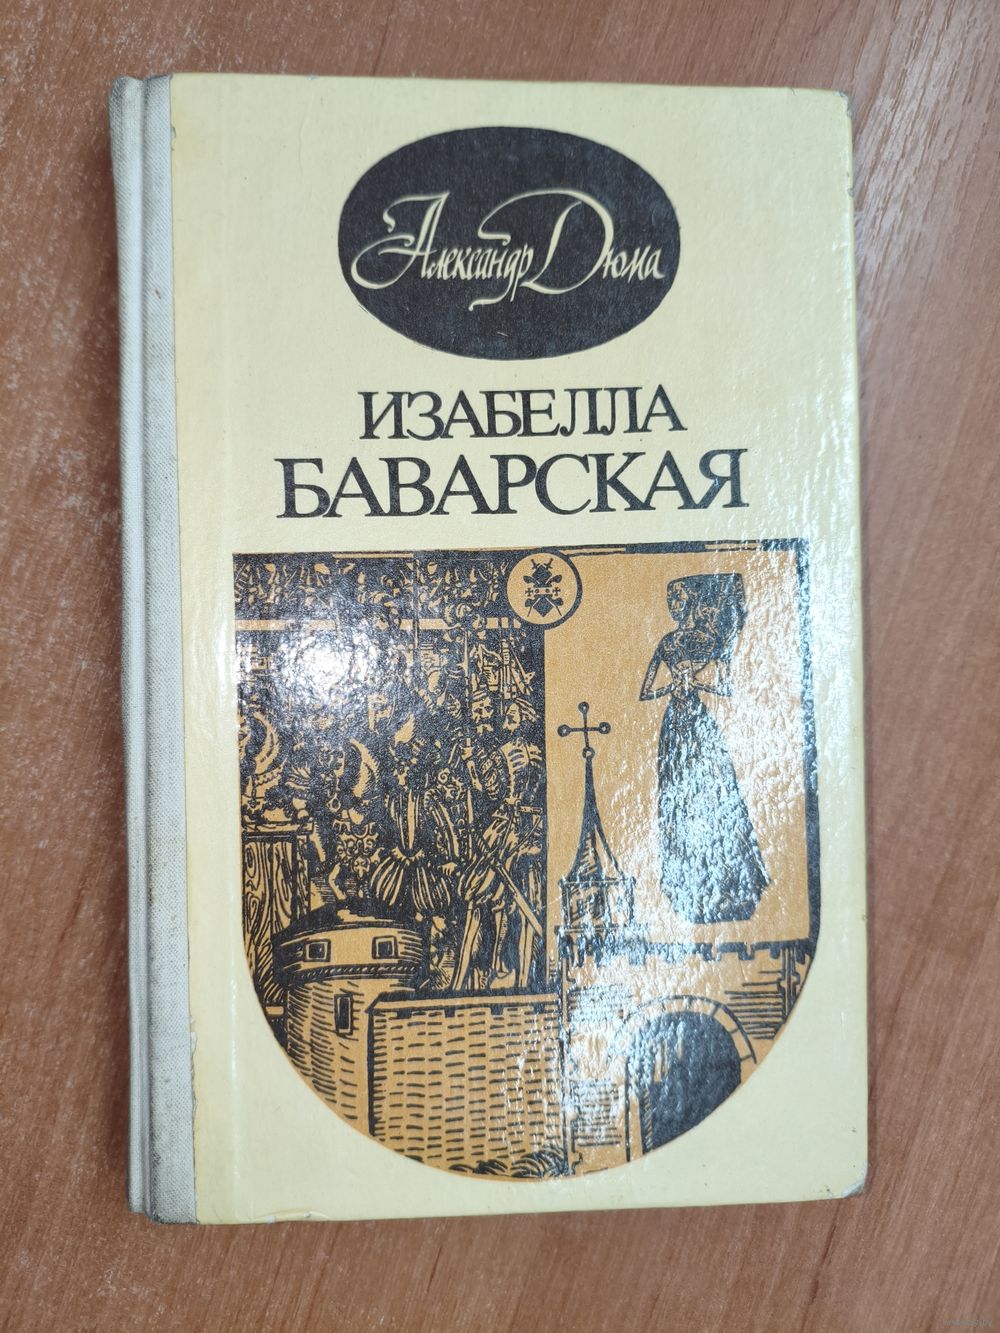 Александр Дюма
ИЗАБЕЛЛА
БАВАРСКАЯ